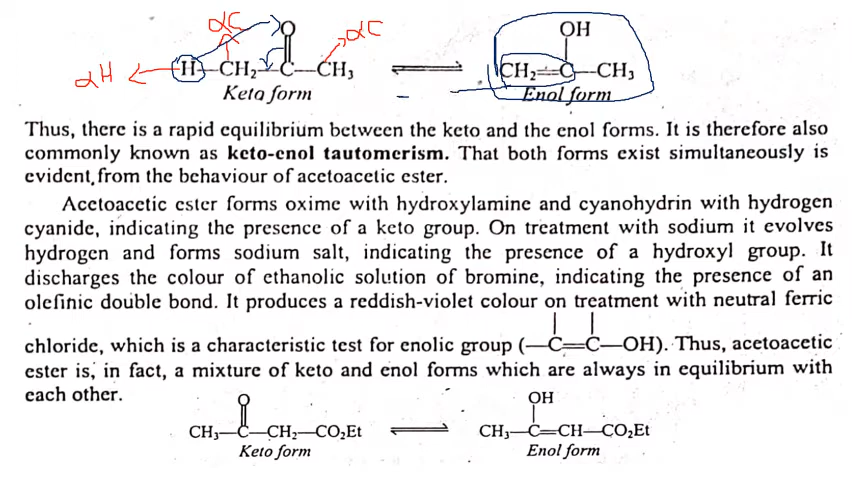 αC
O
OH
αC
αH H—CH₂—C—CH₃ ⇌ CH₂=C—CH₃
Keto form Enol form
Thus, there is a rapid equilibrium between the keto and the enol forms. It is therefore also
commonly known as keto-enol tautomerism. That both forms exist simultaneously is
evident from the behaviour of acetoacetic ester.
Acetoacetic ester forms oxime with hydroxylamine and cyanohydrin with hydrogen
cyanide, indicating the presence of a keto group. On treatment with sodium it evolves
hydrogen and forms sodium salt, indicating the presence of a hydroxyl group. It
discharges the colour of ethanolic solution of bromine, indicating the presence of an
olefinic double bond. It produces a reddish-violet colour on treatment with neutral ferric
chloride, which is a characteristic test for enolic group (—C=C—OH). Thus, acetoacetic
ester is, in fact, a mixture of keto and enol forms which are always in equilibrium with
each other.
O OH
CH₃—C—CH₂—CO₂Et ⇌ CH₃—C=CH—CO₂Et
Keto form Enol form